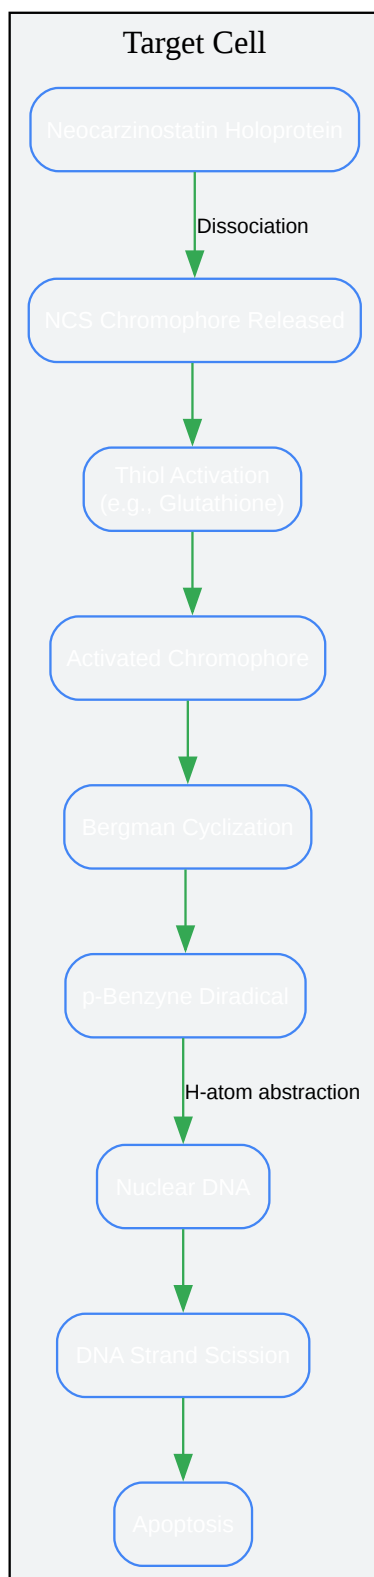 Target Cell
Neocarzinostatin Holoprotein
Dissociation
NCS Chromophore Released
Thiol Activation
(e.g., Glutathione)
Activated Chromophore
Bergman Cyclization
p-Benzyne Diradical
H-atom abstraction
Nuclear DNA
DNA Strand Scission
Apoptosis